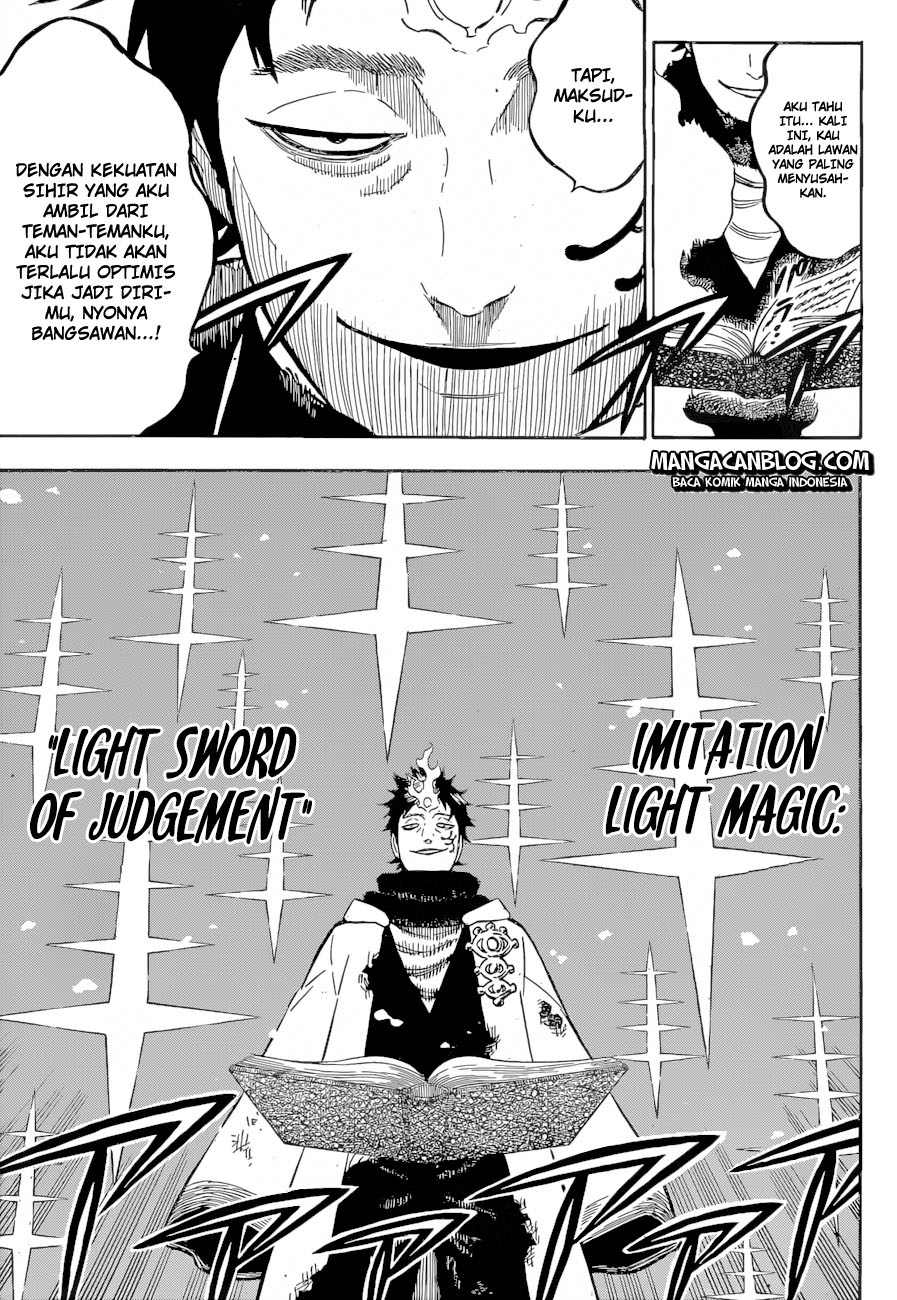 AKU TAHU
ITU... KALI
INI, KAU
ADALAH LAWAN
YANG PALING
MENYUSAH-
KAN.
TAPI,
MAKSUD-
KU...
DENGAN KEKUATAN
SIHIR YANG AKU
AMBIL DARI
TEMAN-TEMANKU,
AKU TIDAK AKAN
TERLALU OPTIMIS
JIKA JADI DIRI-
MU, NYONYA
BANGSAWAN...!
MANGACANBLOG.COM
BACA KOMIK MANGA INDONESIA
IMITATION
LIGHT MAGIC:
"LIGHT SWORD
OF JUDGEMENT"